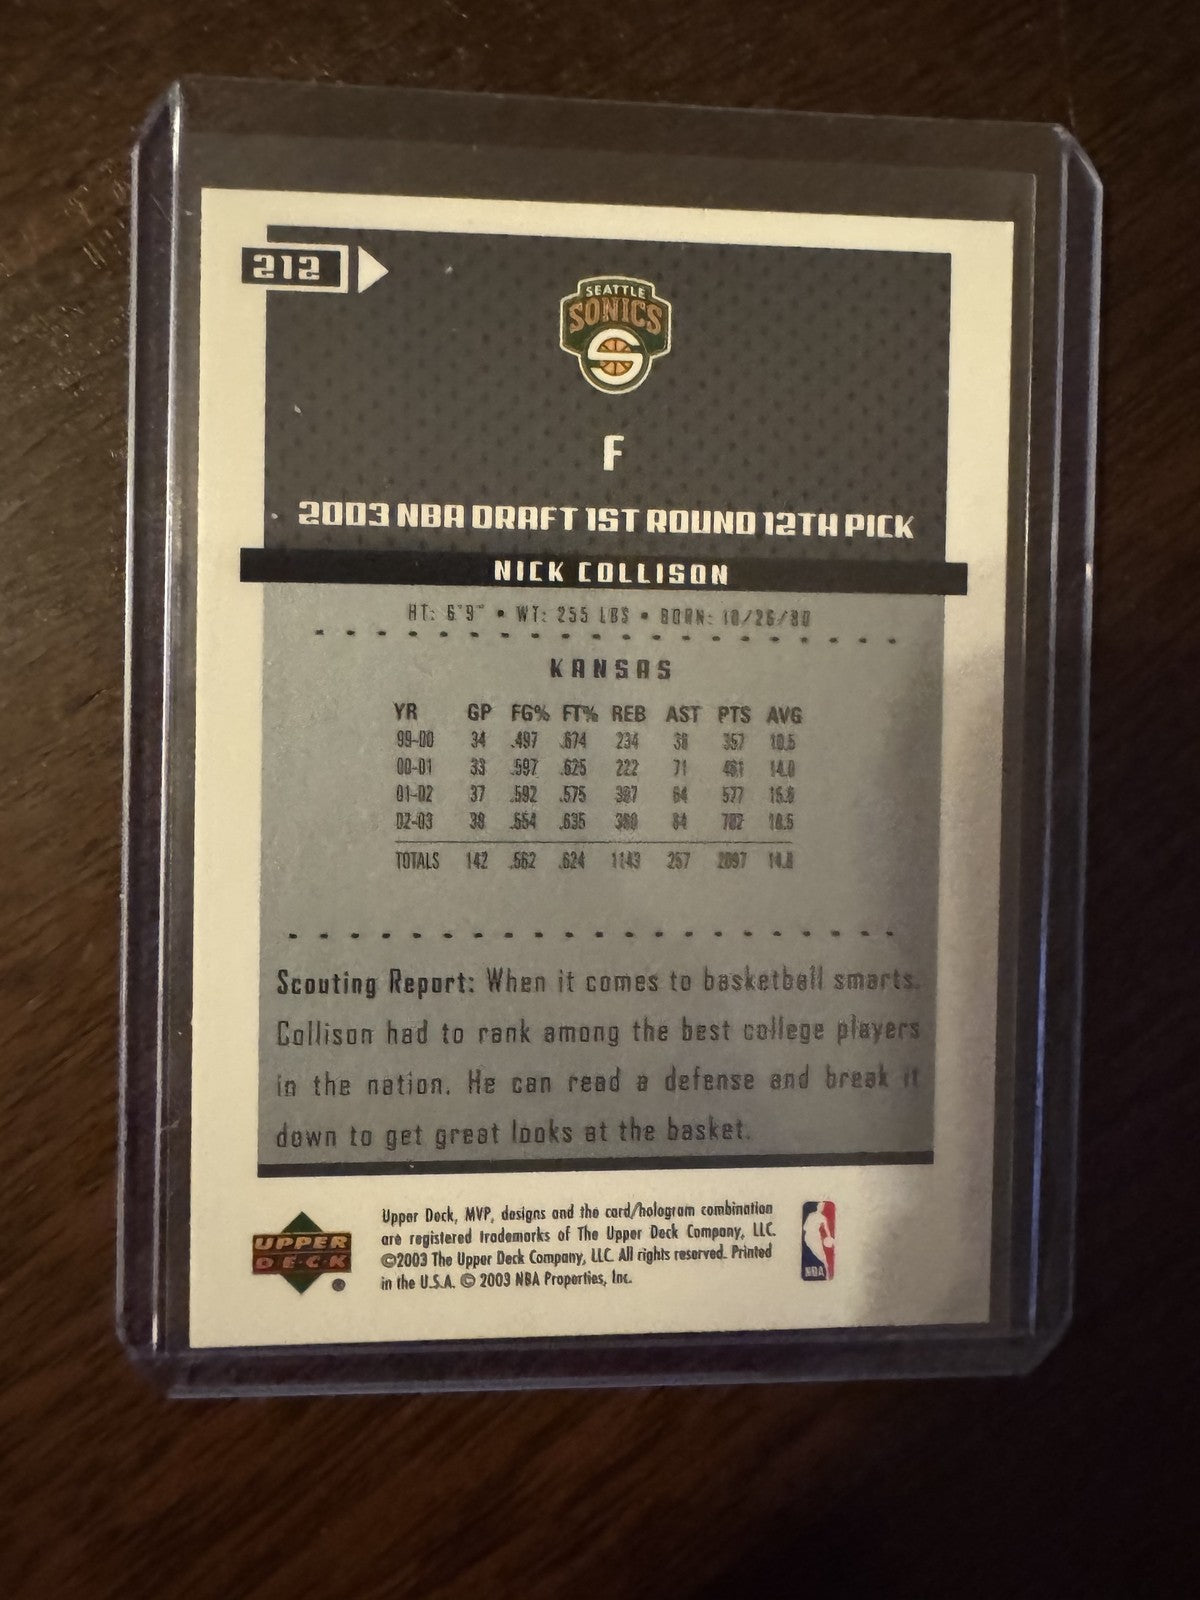 212
SEATTLE
SONICS
F
2003 NBA DRAFT 1ST ROUND 12TH PICK
NICK COLLISON
HT: 6'9" • WT: 255 LBS • BORN: 10/26/80
KANSAS
YR GP FG% FT% REB AST PTS AVG
99-00 34 .497 .674 234 38 357 10.5
00-01 33 .597 .625 222 71 461 14.0
01-02 37 .592 .575 307 64 577 15.6
02-03 38 .554 .635 380 84 702 18.5
TOTALS 142 .562 .624 1143 257 2097 14.8
Scouting Report: When it comes to basketball smarts,
Collison had to rank among the best college players
in the nation. He can read a defense and break it
down to get great looks at the basket.
UPPER
DECK
Upper Deck, MVP, designs and the card/hologram combination
are registered trademarks of The Upper Deck Company, LLC.
©2003 The Upper Deck Company, LLC. All rights reserved. Printed
in the U.S.A. © 2003 NBA Properties, Inc.
NBA